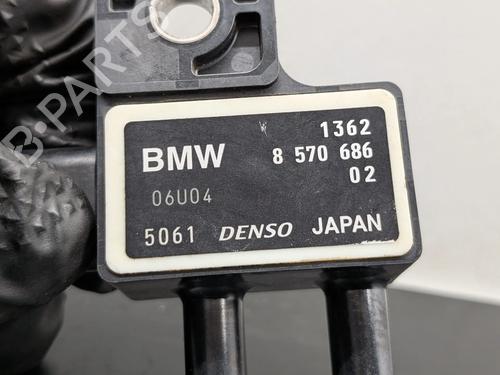 B-PARTS
1362
BMW 8 570 686
02
06U04
5061 DENSO JAPAN